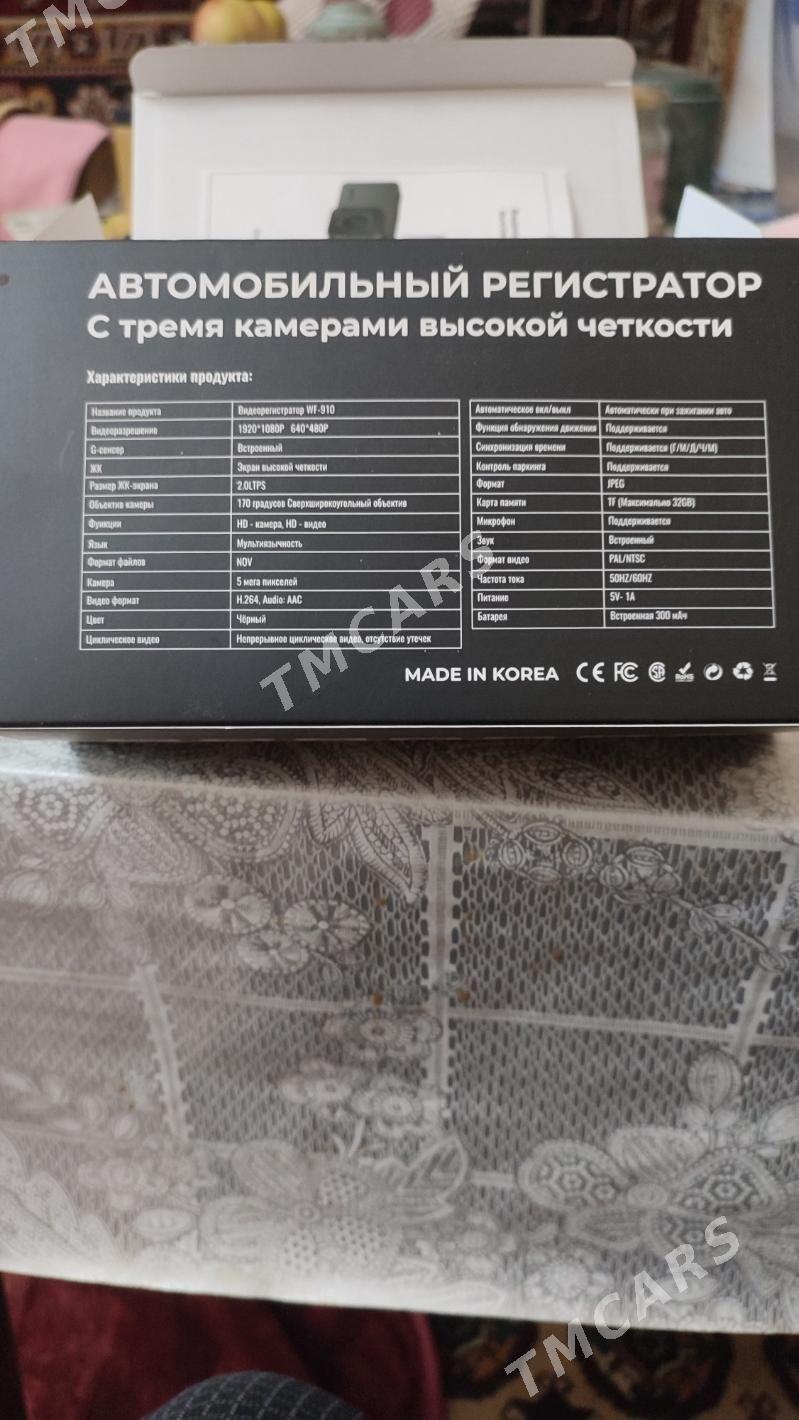 TMCARS
АВТОМОБИЛЬНЫЙ РЕГИСТРАТОР
С тремя камерами высокой четкости
Характеристики продукта:
Название продукта Видеорегистратор WF-910
Видеоразрешение 1920*1080P 640*480P
G-сенсор Встроенный
ЖК Экран высокой четкости
Размер ЖК-экрана 2.0LTPS
Объектив камеры 170 градусов Сверхширокоугольный объектив
Функции HD - камера, HD - видео
Язык Мультиязычность
Формат файлов NOV
Камера 5 мега пикселей
Видео формат H.264, Audio: AAC
Цвет Чёрный
Циклическое видео Непрерывное циклическое видео, отсутствие утечек
Автоматическое вкл/выкл Автоматически при зажигании авто
Функция обнаружения движения Поддерживается
Синхронизация времени Поддерживается (Г/М/Д/Ч/М)
Контроль паркинга Поддерживается
Формат JPEG
Карта памяти TF (Максимально 32GB)
Микрофон Поддерживается
Звук Встроенный
Формат видео PAL/NTSC
Частота тока 50HZ/60HZ
Питание 5V- 1A
Батарея Встроенная 300 мАч
TMCARS
MADE IN KOREA CE FC SP RoHS
TMCARS